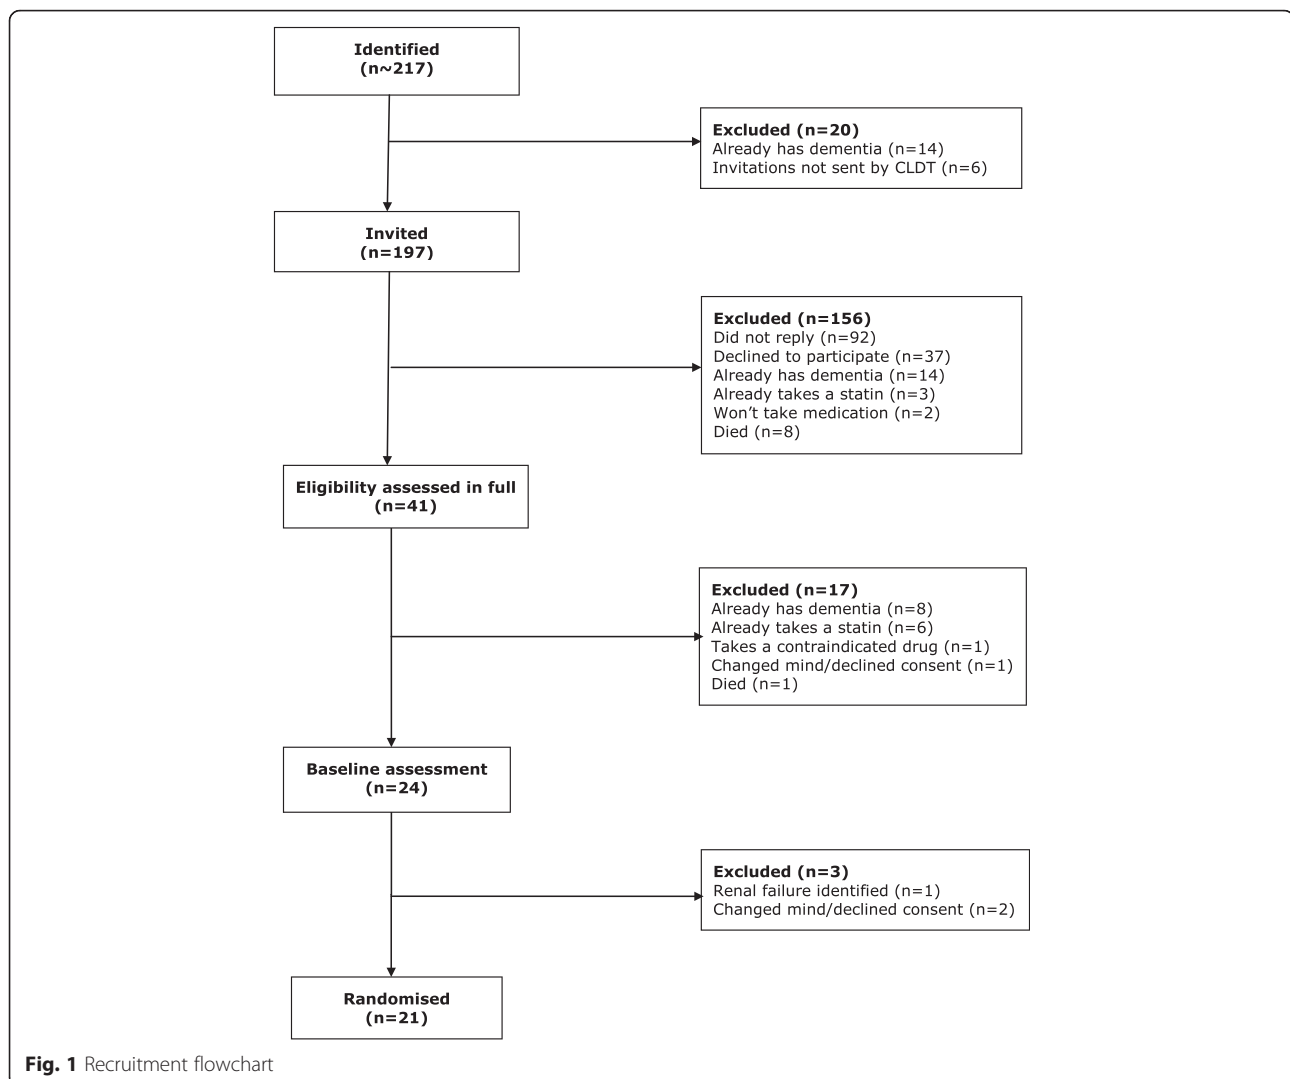 Identified
(n~217)
Excluded (n=20)
Already has dementia (n=14)
Invitations not sent by CLDT (n=6)
Invited
(n=197)
Excluded (n=156)
Did not reply (n=92)
Declined to participate (n=37)
Already has dementia (n=14)
Already takes a statin (n=3)
Won't take medication (n=2)
Died (n=8)
Eligibility assessed in full
(n=41)
Excluded (n=17)
Already has dementia (n=8)
Already takes a statin (n=6)
Takes a contraindicated drug (n=1)
Changed mind/declined consent (n=1)
Died (n=1)
Baseline assessment
(n=24)
Excluded (n=3)
Renal failure identified (n=1)
Changed mind/declined consent (n=2)
Randomised
(n=21)
Fig. 1 Recruitment flowchart